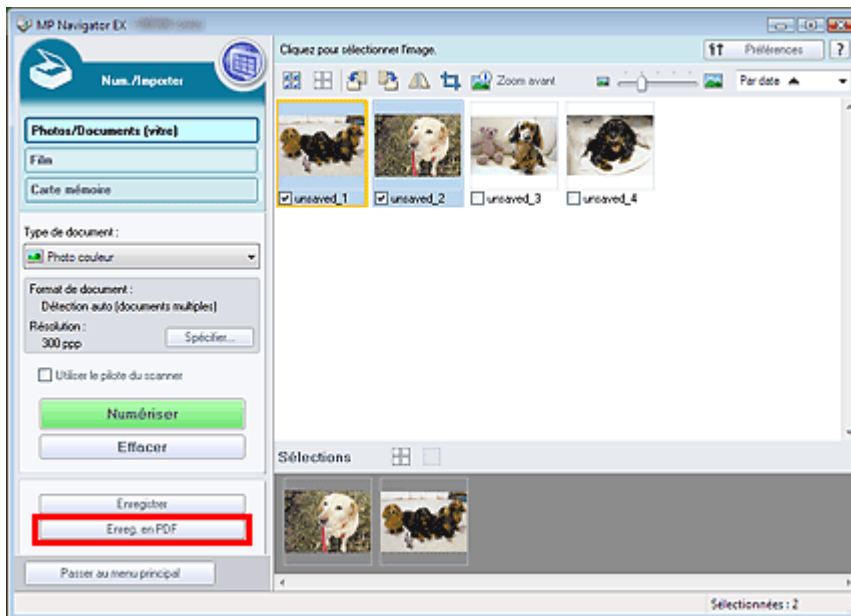 MP Navigator EX
Num./Importer
Photos/Documents (vitre)
Film
Carte mémoire
Type de document :
Photo couleur
Format de document :
Détection auto (documents multiples)
Résolution :
300 ppp
Spécifier...
Utiliser le pilote du scanner
Numériser
Effacer
Enregistrer
Enreg. en PDF
Passer au menu principal
Cliquez pour sélectionner l'image.
Préférences
?
Zoom avant
Par date
unsaved_1
unsaved_2
unsaved_3
unsaved_4
Sélections
Sélectionnées : 2